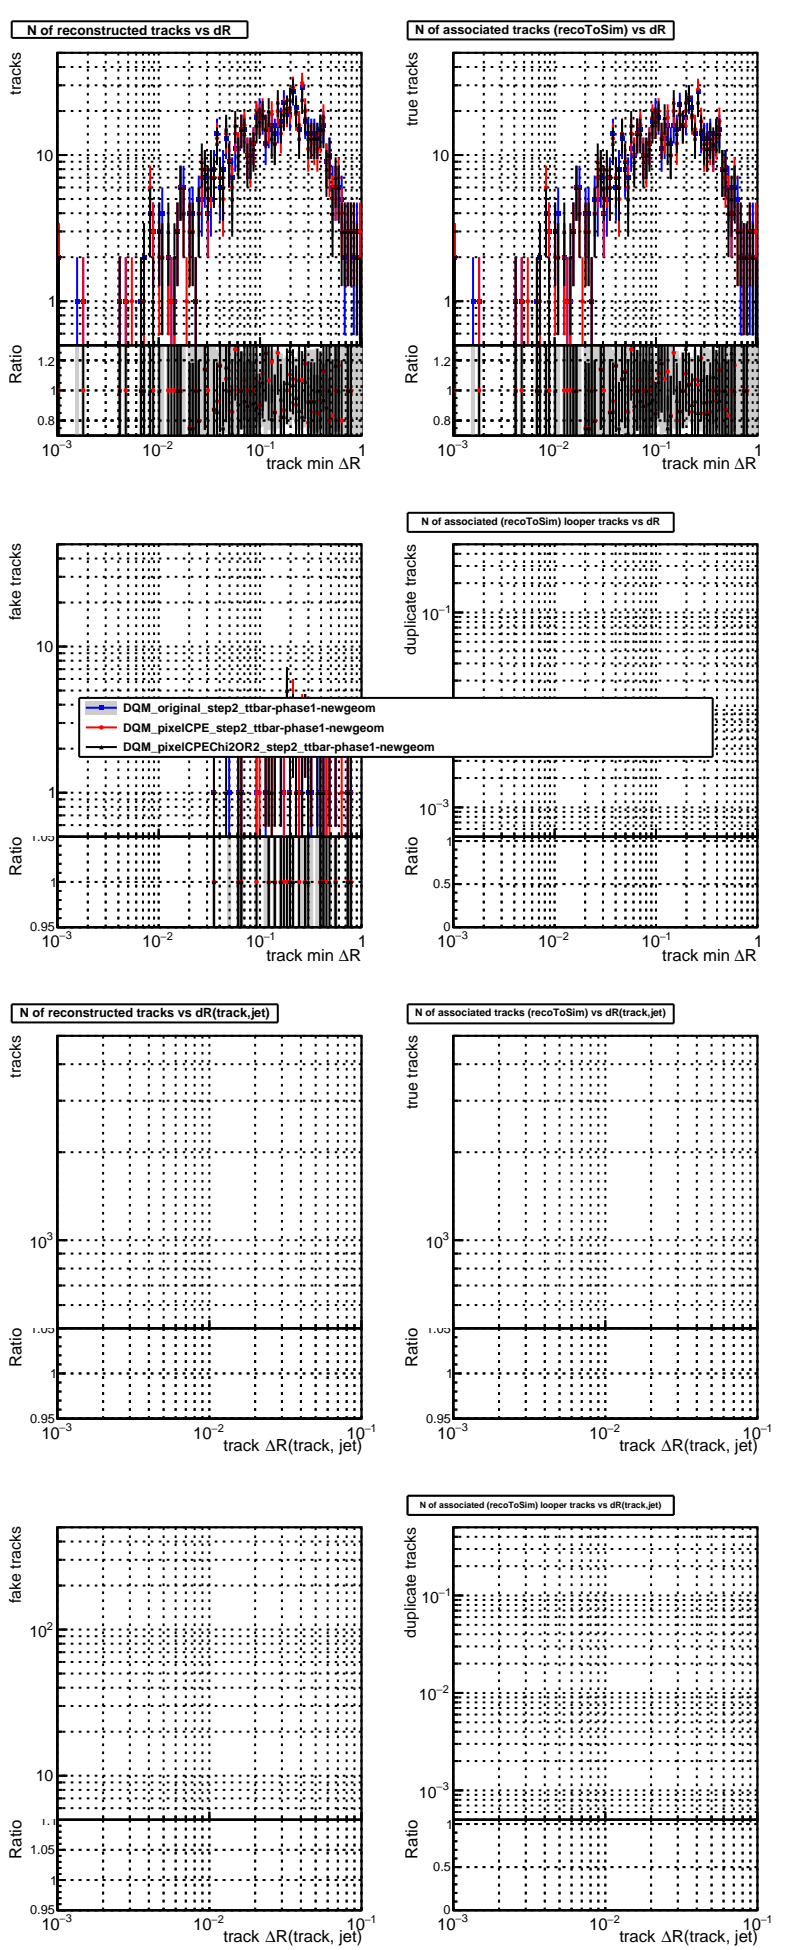 N of reconstructed tracks vs dR
tracks
10
1
Ratio
1.2
1
0.8
10−3
10−2
10−1
1
track min ΔR
N of associated tracks (recoToSim) vs dR
true tracks
10
1
Ratio
1.2
1
0.8
10−3
10−2
10−1
1
track min ΔR
fake tracks
10
1
Ratio
1.05
1
0.95
10−3
10−2
10−1
1
track min ΔR
N of associated (recoToSim) looper tracks vs dR
duplicate tracks
10−1
10−3
Ratio
1
0.5
0
10−3
10−2
10−1
1
track min ΔR
DQM_original_step2_ttbar-phase1-newgeom
DQM_pixelCPE_step2_ttbar-phase1-newgeom
DQM_pixelCPEChi2OR2_step2_ttbar-phase1-newgeom
N of reconstructed tracks vs dR(track,jet)
tracks
103
Ratio
1.05
1
0.95
10−3
10−2
10−1
track ΔR(track, jet)
N of associated tracks (recoToSim) vs dR(track,jet)
true tracks
103
Ratio
1.05
1
0.95
10−3
10−2
10−1
track ΔR(track, jet)
fake tracks
102
10
Ratio
1.1
1.05
1
0.95
10−3
10−2
10−1
track ΔR(track, jet)
N of associated (recoToSim) looper tracks vs dR(track,jet)
duplicate tracks
10−1
10−2
10−3
Ratio
1
0.5
0
10−3
10−2
10−1
track ΔR(track, jet)